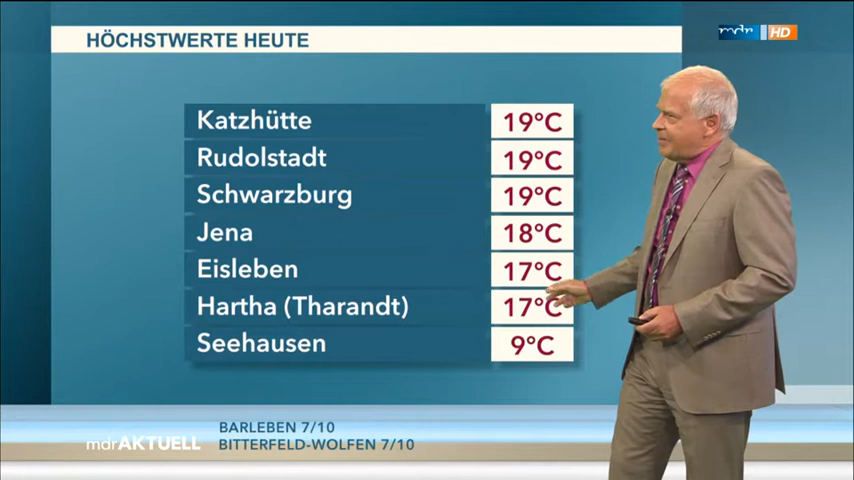 HÖCHSTWERTE HEUTE
mdr HD
Katzhütte 19°C
Rudolstadt 19°C
Schwarzburg 19°C
Jena 18°C
Eisleben 17°C
Hartha (Tharandt) 17°C
Seehausen 9°C
mdrAKTUELL
BARLEBEN 7/10
BITTERFELD-WOLFEN 7/10